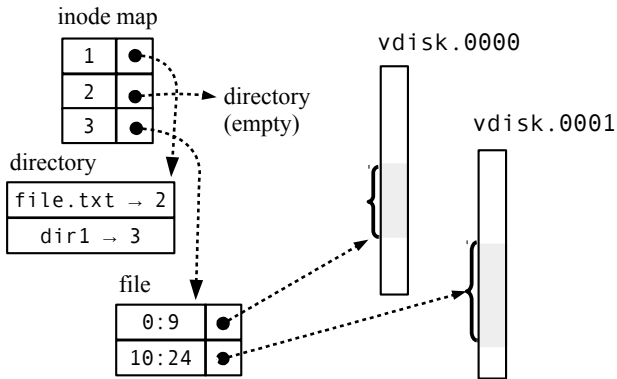 inode map
1
2
3
directory
(empty)
directory
file.txt → 2
dir1 → 3
file
0:9
10:24
vdisk.0000
vdisk.0001